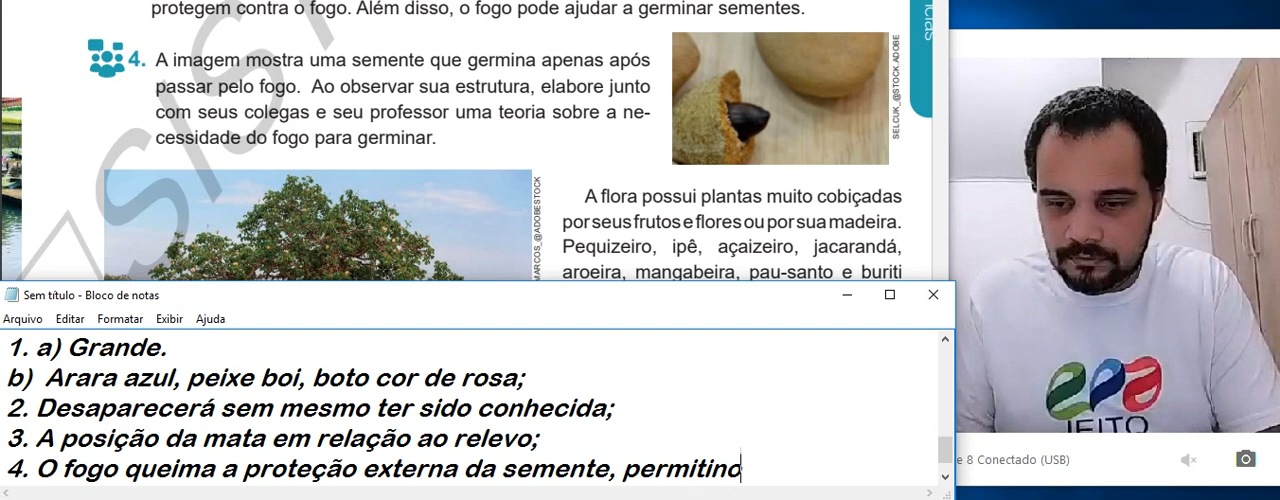 protegem contra o fogo. Além disso, o fogo pode ajudar a germinar sementes.
4. A imagem mostra uma semente que germina apenas após
passar pelo fogo. Ao observar sua estrutura, elabore junto
com seus colegas e seu professor uma teoria sobre a ne-
cessidade do fogo para germinar.
SELCUK_@STOCK.ADOBE
MARCOS_@ADOBESTOCK
A flora possui plantas muito cobiçadas
por seus frutos e flores ou por sua madeira.
Pequizeiro, ipê, açaizeiro, jacarandá,
aroeira, mangabeira, pau-santo e buriti
Sem título - Bloco de notas
Arquivo Editar Formatar Exibir Ajuda
1. a) Grande.
b) Arara azul, peixe boi, boto cor de rosa;
2. Desaparecerá sem mesmo ter sido conhecida;
3. A posição da mata em relação ao relevo;
4. O fogo queima a proteção externa da semente, permitind
epa
JEITO
e 8 Conectado (USB)